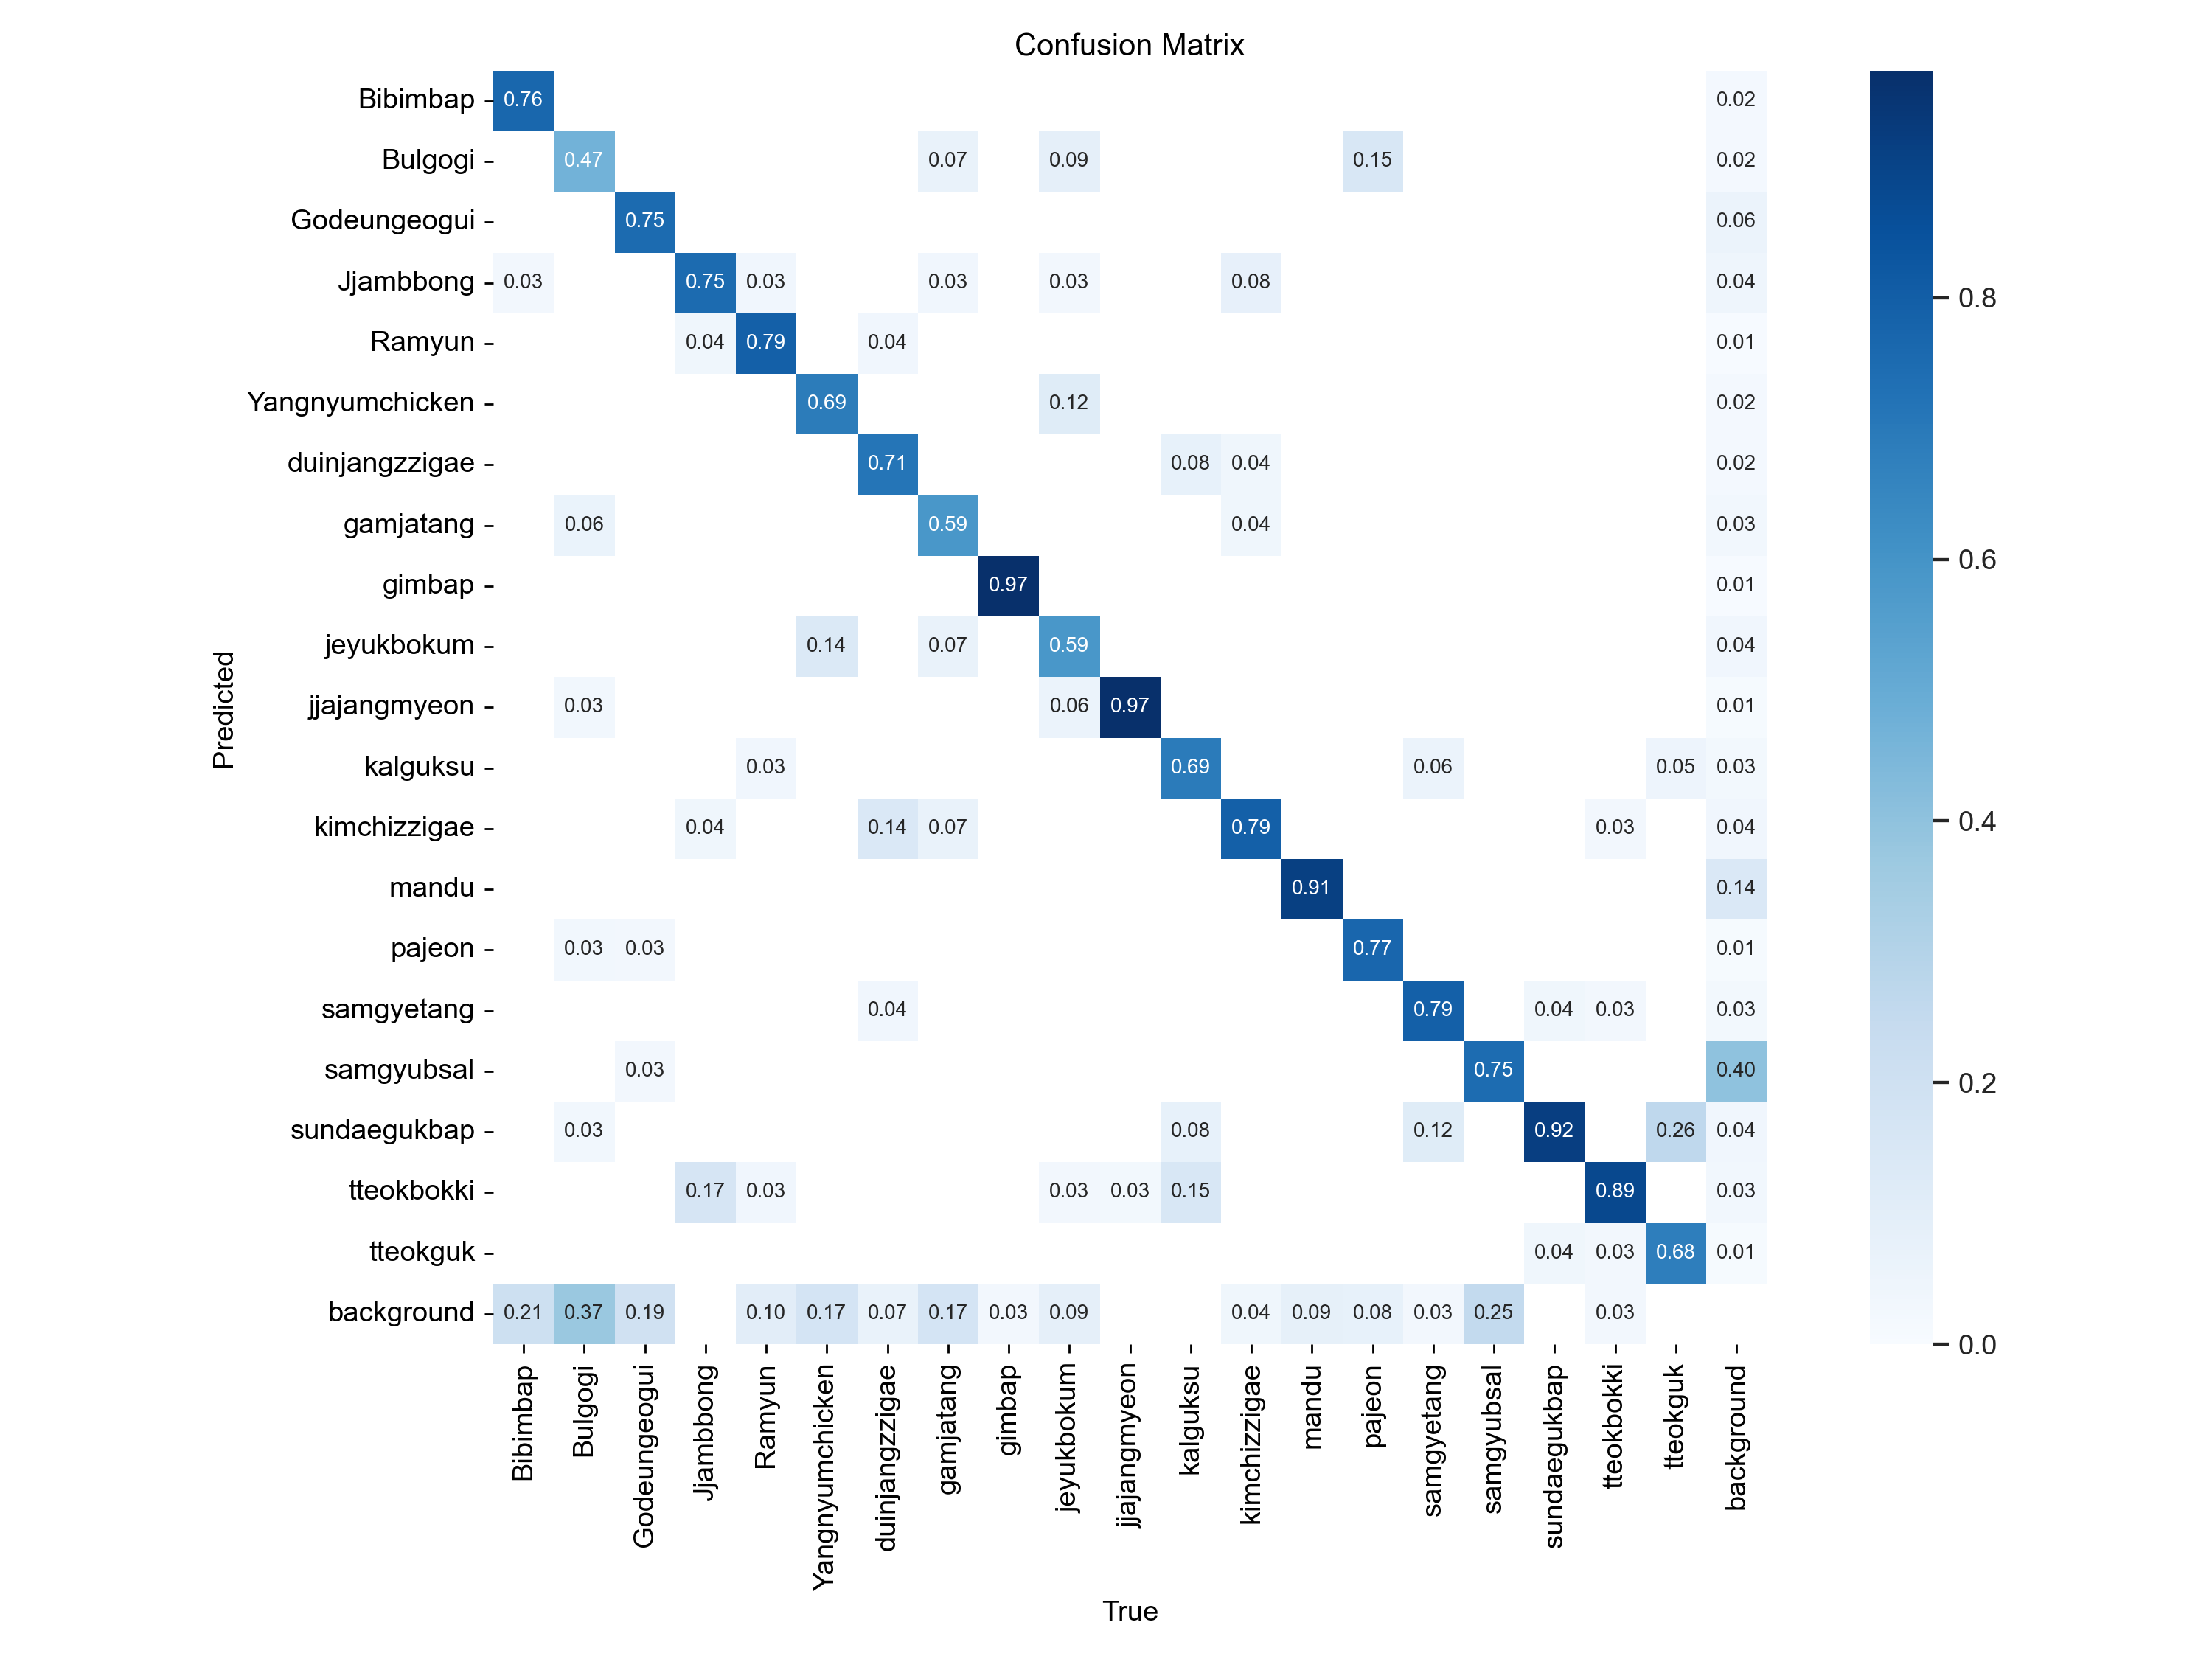 Confusion Matrix
Bibimbap 0.76 0.02
Bulgogi 0.47 0.07 0.09 0.15 0.02
Godeungeogui 0.75 0.06
Jjambbong 0.03 0.75 0.03 0.03 0.03 0.08 0.04
Ramyun 0.04 0.79 0.04 0.01
Yangnyumchicken 0.69 0.12 0.02
duinjangzzigae 0.71 0.08 0.04 0.02
gamjatang 0.06 0.59 0.04 0.03
gimbap 0.97 0.01
jeyukbokum 0.14 0.07 0.59 0.04
jjajangmyeon 0.03 0.06 0.97 0.01
kalguksu 0.03 0.69 0.06 0.05 0.03
kimchizzigae 0.04 0.14 0.07 0.79 0.03 0.04
mandu 0.91 0.14
pajeon 0.03 0.03 0.77 0.01
samgyetang 0.04 0.79 0.04 0.03 0.03
samgyubsal 0.03 0.75 0.40
sundaegukbap 0.03 0.08 0.12 0.92 0.26 0.04
tteokbokki 0.17 0.03 0.03 0.03 0.15 0.89 0.03
tteokguk 0.04 0.03 0.68 0.01
background 0.21 0.37 0.19 0.10 0.17 0.07 0.17 0.03 0.09 0.04 0.09 0.08 0.03 0.25 0.03
Predicted
Bibimbap
Bulgogi
Godeungeogui
Jjambbong
Ramyun
Yangnyumchicken
duinjangzzigae
gamjatang
gimbap
jeyukbokum
jjajangmyeon
kalguksu
kimchizzigae
mandu
pajeon
samgyetang
samgyubsal
sundaegukbap
tteokbokki
tteokguk
background
True
0.8
0.6
0.4
0.2
0.0